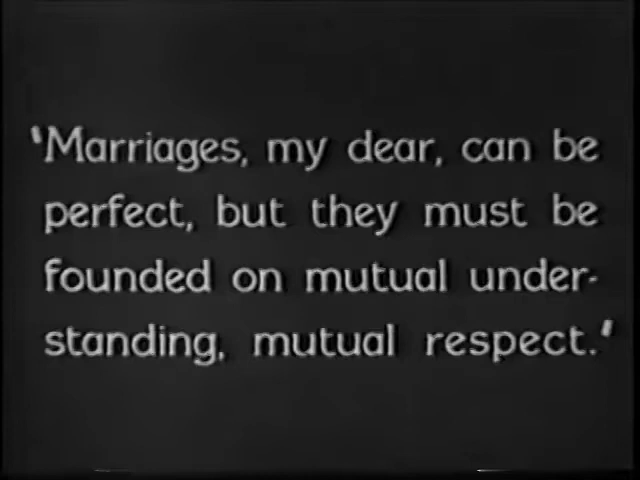 'Marriages, my dear, can be
perfect, but they must be
founded on mutual under-
standing, mutual respect.'